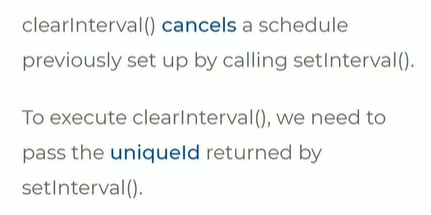 clearInterval() cancels a schedule
previously set up by calling setInterval().
To execute clearInterval(), we need to
pass the uniqueId returned by
setInterval().